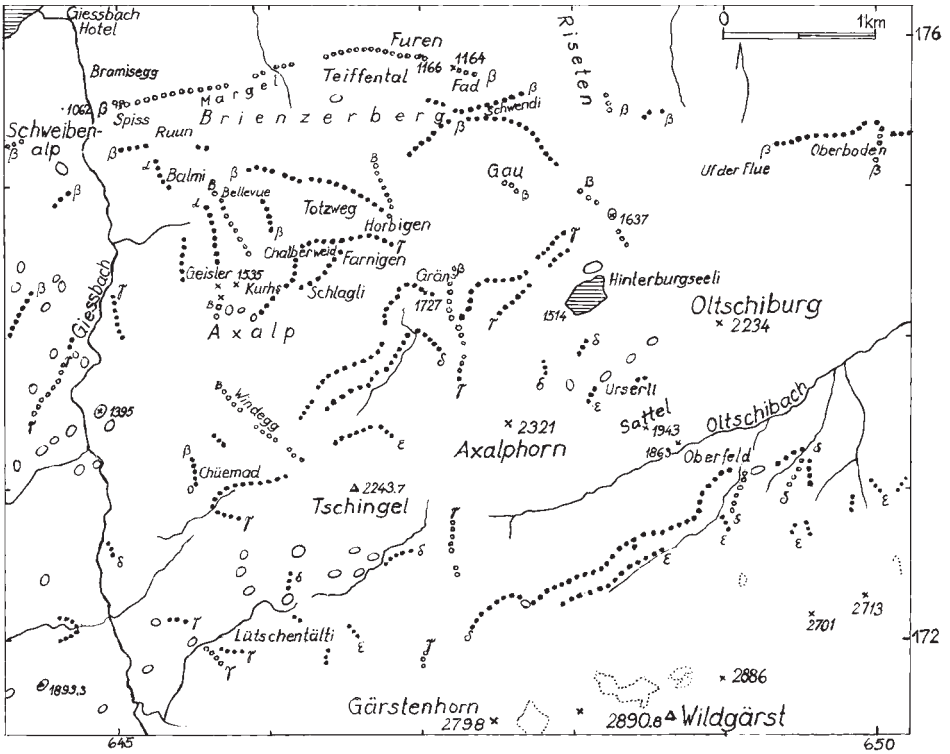 Giessbach
Hotel
Furen
Riseten
0 1km
176
Bramisegg
1166
1164
Teiffental
Fad β
Margel
1062 β
Spiss
Brienzerberg
Schwendi
β
β
β
Schweiben-
alp
Ruun
β
β
Uf der Flue
β
Oberboden
β
α
Balmi
B
Bellevue
B
Gau
β
B
β
α
β
Totzweg
Horbigen
1637
Chalberweid
γ
γ
Farnigen
Geisler
1535
Kurhs
Schlagli
Grän
β
Hinterburgseeli
β
Giessbach
γ
B
1727
γ
1514
Oltschiburg
2234
Axalp
δ
δ
γ
γ
δ
Urserli
B
Windegg
1395
ε
2321
Axalphorn
Sattel
1943
1863
ε
Oltschibach
Oberfeld
β
Chüemad
2243.7
Tschingel
δ
δ
δ
ε
ε
γ
γ
δ
δ
δ
ε
ε
ε
2701
2713
γ
Lütschentälti
γ
γ
ε
γ
δ
172
1893,3
2886
Gärstenhorn
2798
2890.8
Wildgärst
645
650